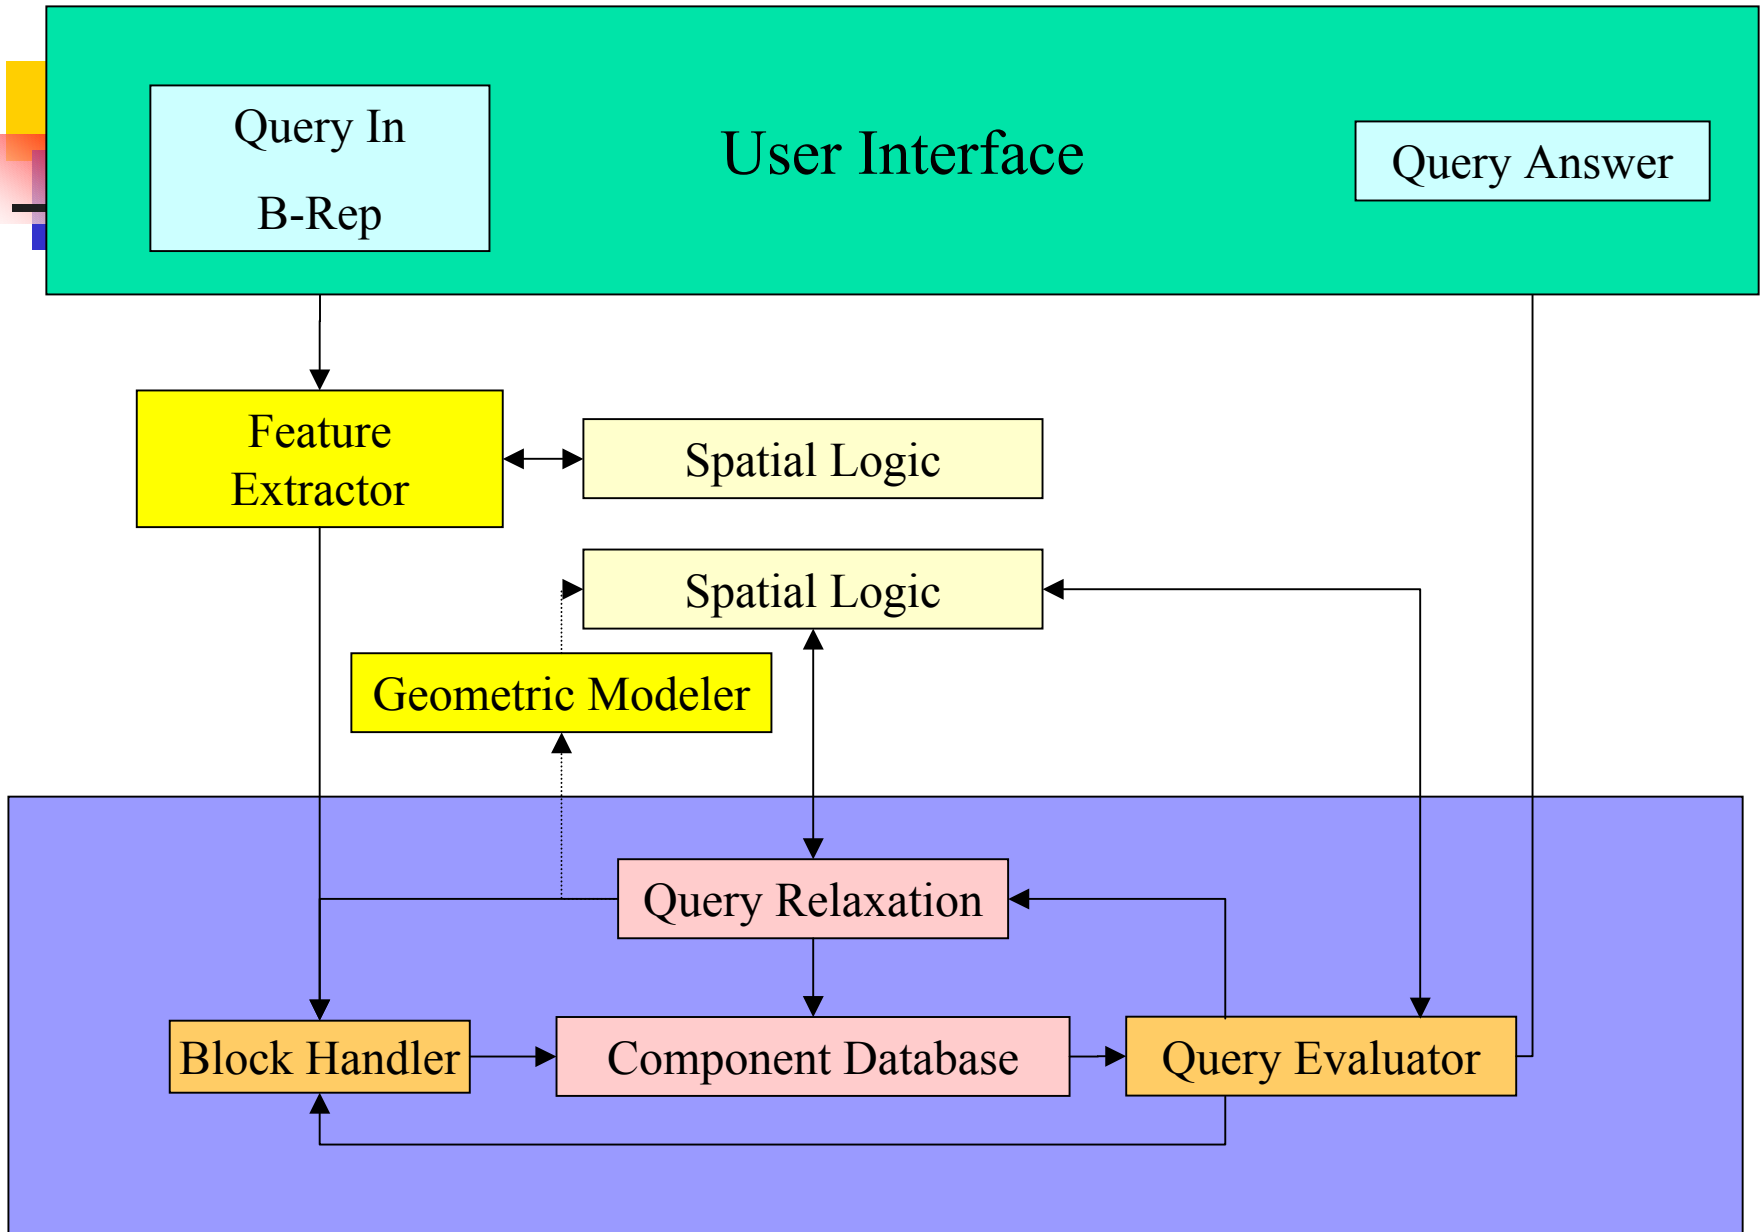 Query In
B-Rep
User Interface
Query Answer
Feature
Extractor
Spatial Logic
Spatial Logic
Geometric Modeler
Query Relaxation
Block Handler
Component Database
Query Evaluator